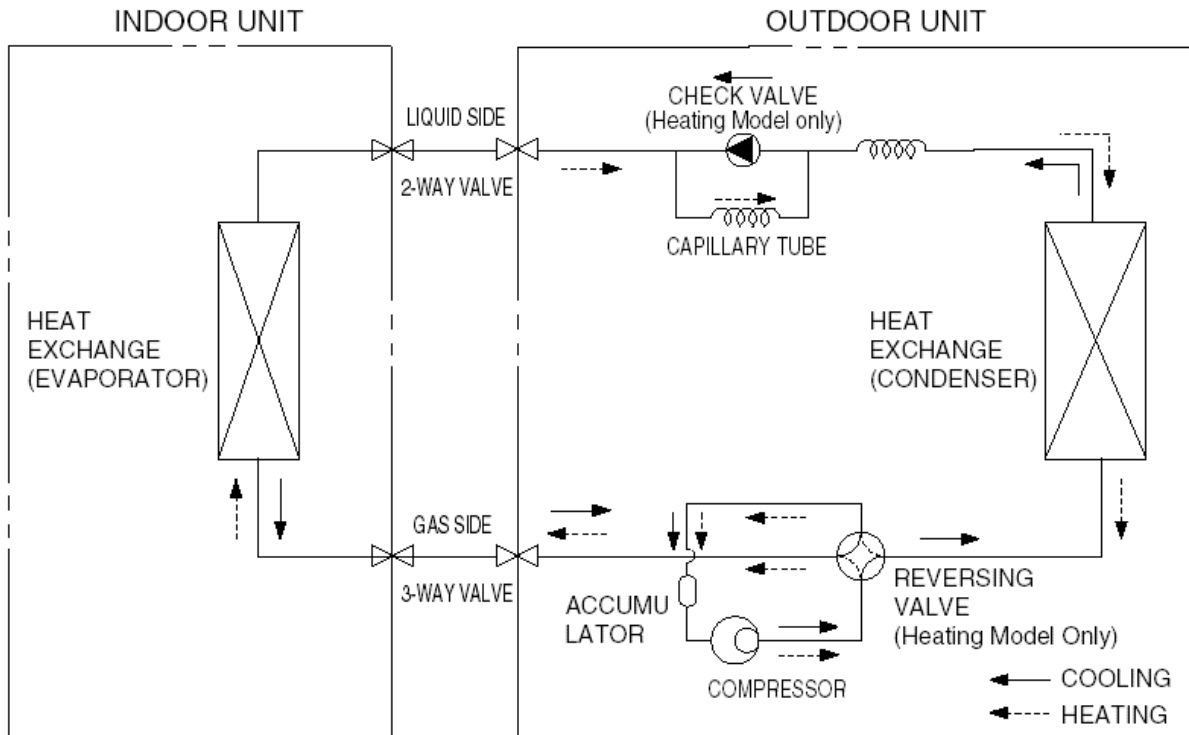 INDOOR UNIT
OUTDOOR UNIT
LIQUID SIDE
2-WAY VALVE
CHECK VALVE
(Heating Model only)
CAPILLARY TUBE
HEAT
EXCHANGE
(EVAPORATOR)
HEAT
EXCHANGE
(CONDENSER)
GAS SIDE
3-WAY VALVE
ACCUMU
LATOR
COMPRESSOR
REVERSING
VALVE
(Heating Model Only)
COOLING
HEATING